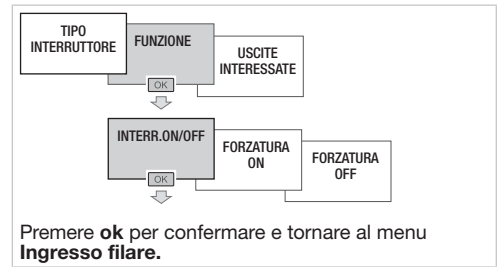 TIPO
INTERRUTTORE
FUNZIONE
USCITE
INTERESSATE
OK
INTERR.ON/OFF
FORZATURA
ON
FORZATURA
OFF
OK
Premere ok per confermare e tornare al menu
Ingresso filare.